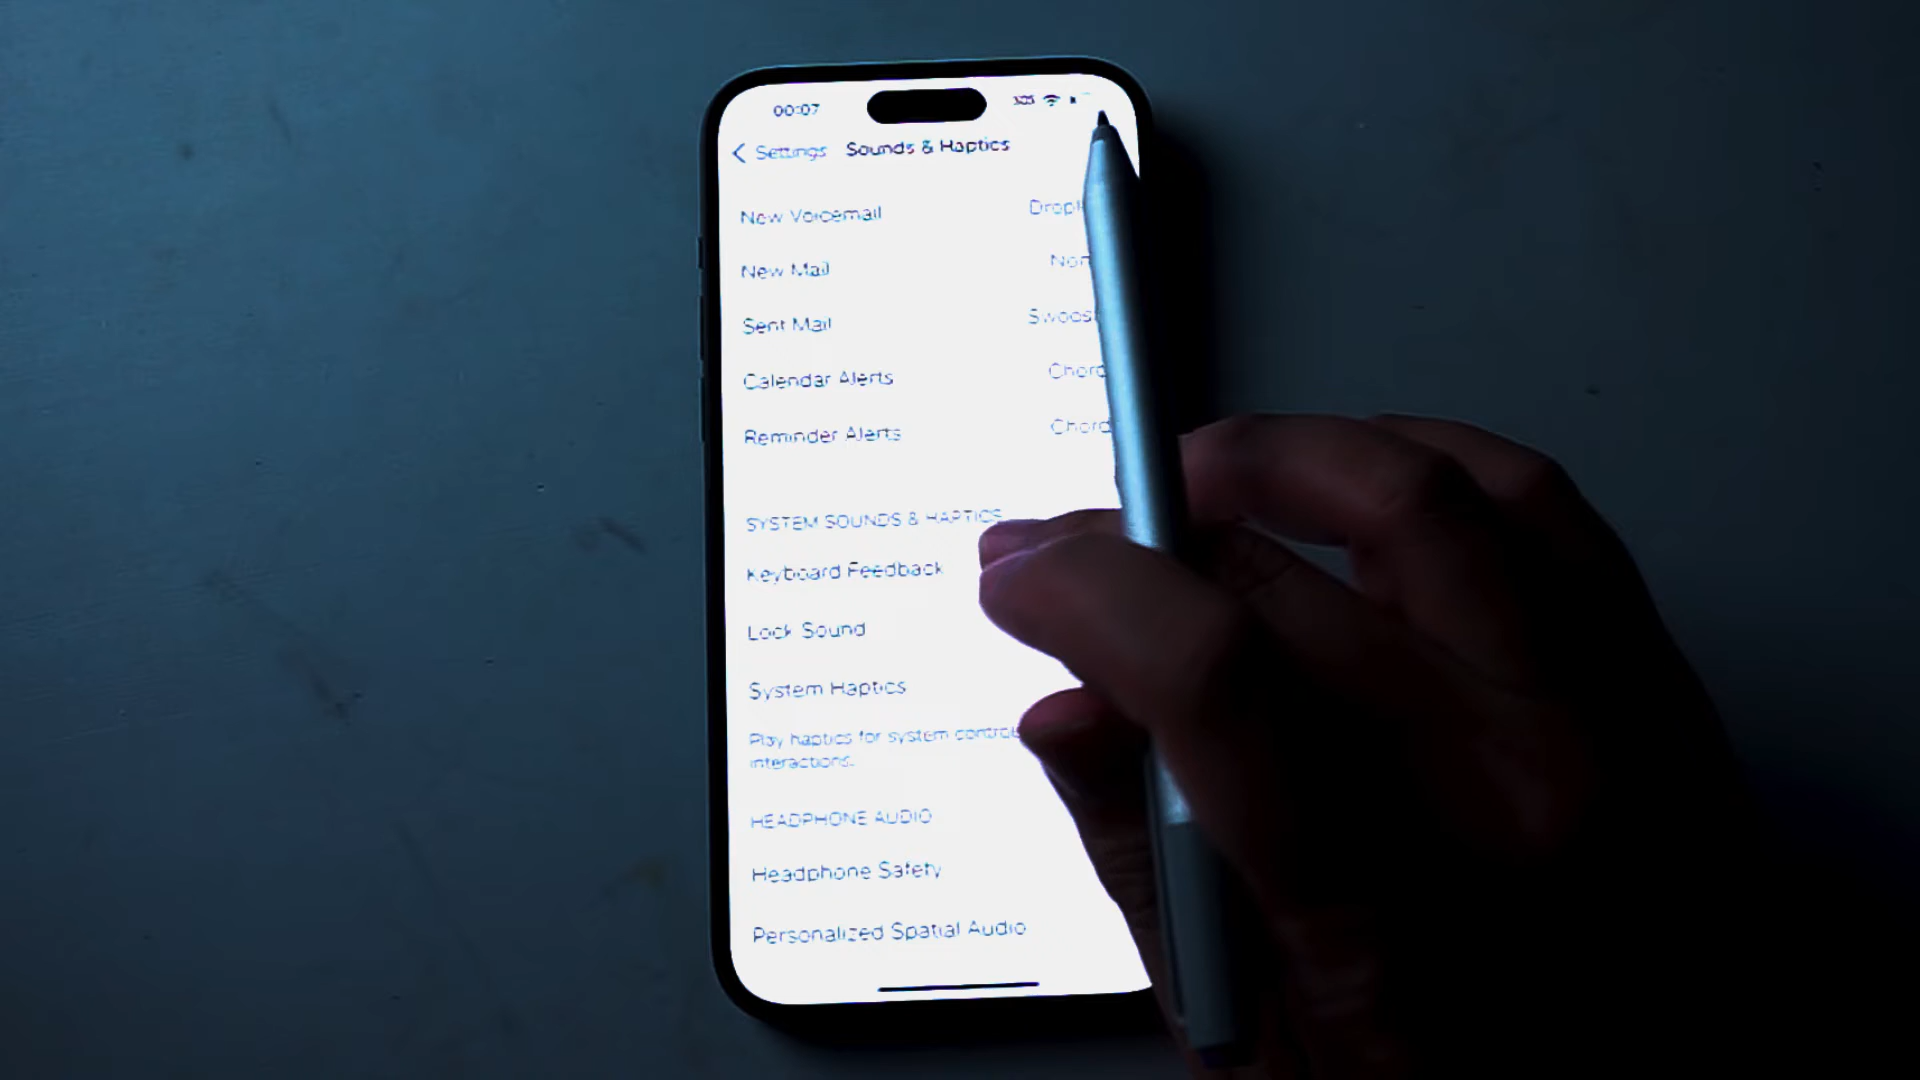 00:07 SOS
Settings Sounds & Haptics
New Voicemail
New Mail
Sent Mail Swoosh
Calendar Alerts Chord
Reminder Alerts Chord
SYSTEM SOUNDS & HAPTICS
Keyboard Feedback
Lock Sound
System Haptics
Play haptics for system controls
interactions.
HEADPHONE AUDIO
Headphone Safety
Personalized Spatial Audio